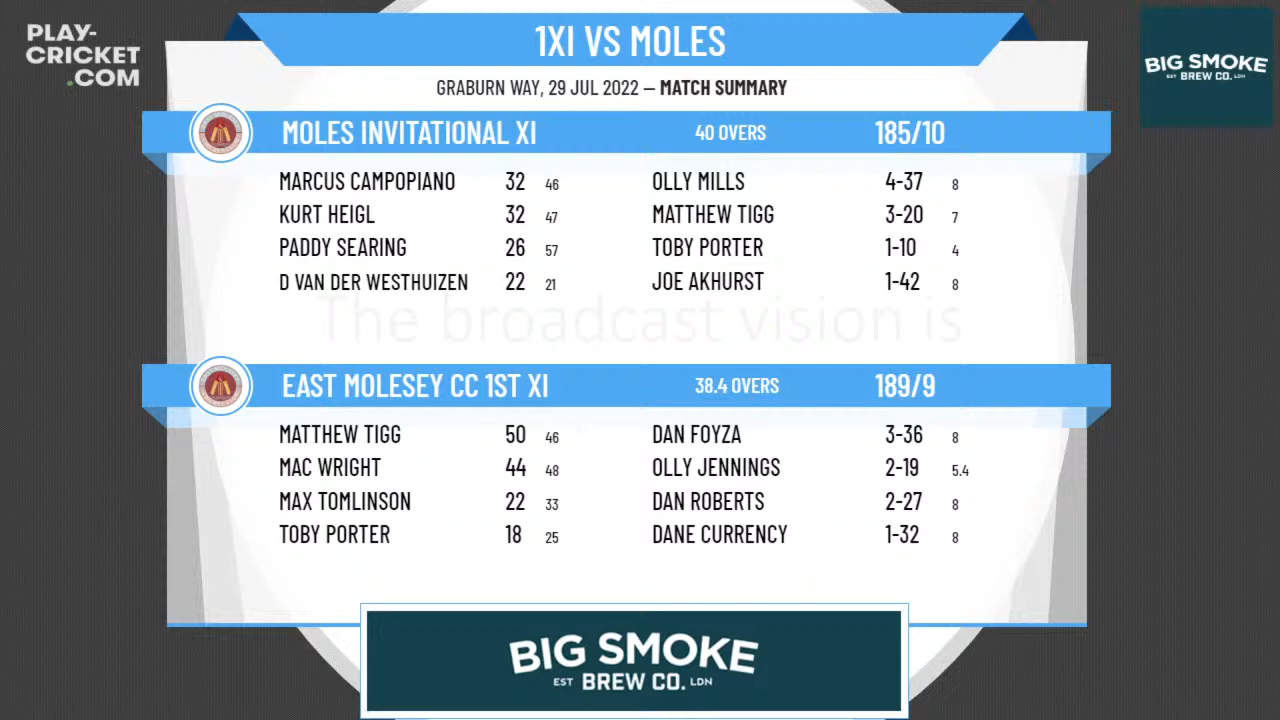 PLAY-
CRICKET
.COM
1XI VS MOLES
BIG SMOKE
EST BREW CO. LDN
GRABURN WAY, 29 JUL 2022 – MATCH SUMMARY
MOLES INVITATIONAL XI 40 OVERS 185/10
MARCUS CAMPOPIANO 32 46 OLLY MILLS 4-37 8
KURT HEIGL 32 47 MATTHEW TIGG 3-20 7
PADDY SEARING 26 57 TOBY PORTER 1-10 4
D VAN DER WESTHUIZEN 22 21 JOE AKHURST 1-42 8
The broadcast vision is
EAST MOLESEY CC 1ST XI 38.4 OVERS 189/9
MATTHEW TIGG 50 46 DAN FOYZA 3-36 8
MAC WRIGHT 44 48 OLLY JENNINGS 2-19 5.4
MAX TOMLINSON 22 33 DAN ROBERTS 2-27 8
TOBY PORTER 18 25 DANE CURRENCY 1-32 8
BIG SMOKE
EST BREW CO. LDN